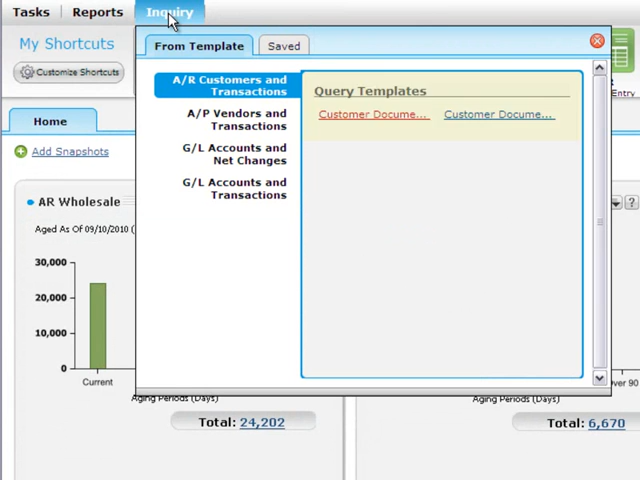 Tasks
Reports
Inquiry
My Shortcuts
Customize Shortcuts
Entry
Home
Add Snapshots
From Template
Saved
A/R Customers and
Transactions
A/P Vendors and
Transactions
G/L Accounts and
Net Changes
G/L Accounts and
Transactions
Query Templates
Customer Docume...
Customer Docume...
AR Wholesale
?
Aged As Of 09/10/2010 (
30,000
20,000
10,000
0
Current
Over 90
Aging Periods (Days)
Aging Periods (Days)
Total: 24,202
Total: 6,670